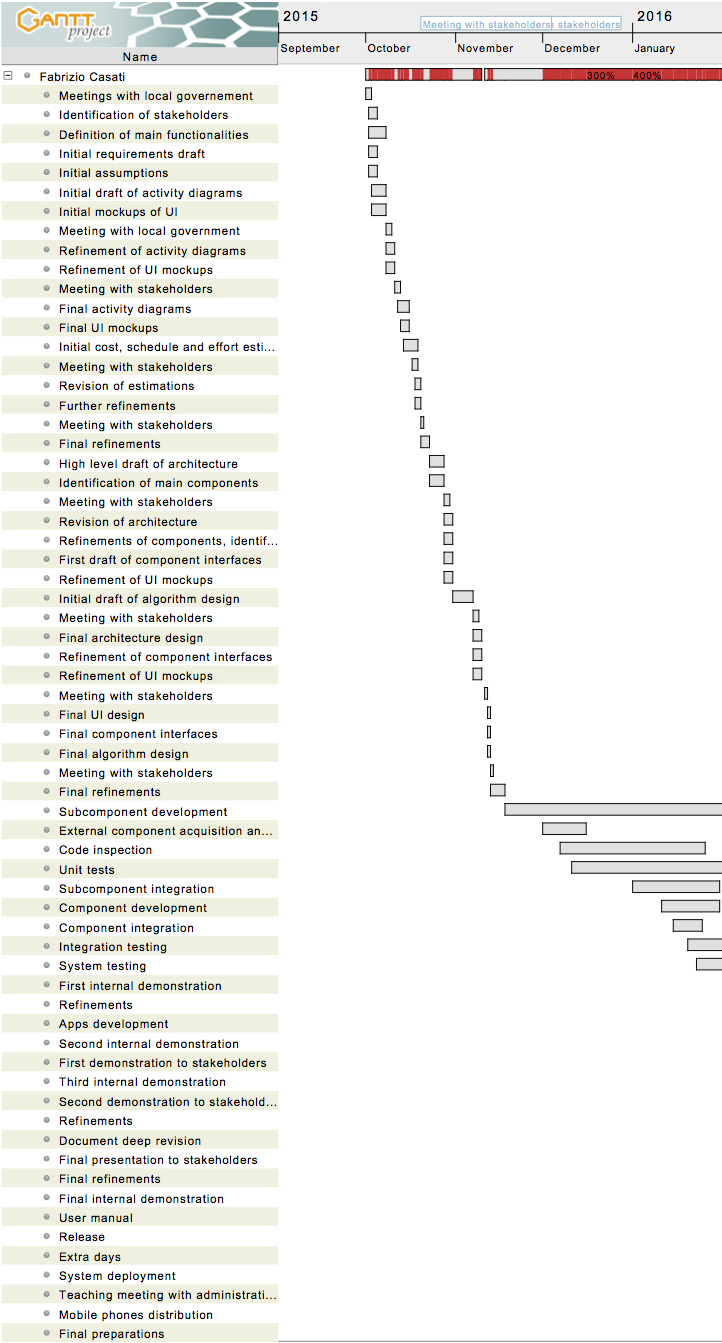 GANTT
project
2015
Meeting with stakeholders
stakeholders
2016
Name
September
October
November
December
January
Fabrizio Casati
300%
400%
Meetings with local governement
Identification of stakeholders
Definition of main functionalities
Initial requirements draft
Initial assumptions
Initial draft of activity diagrams
Initial mockups of UI
Meeting with local government
Refinement of activity diagrams
Refinement of UI mockups
Meeting with stakeholders
Final activity diagrams
Final UI mockups
Initial cost, schedule and effort esti...
Meeting with stakeholders
Revision of estimations
Further refinements
Meeting with stakeholders
Final refinements
High level draft of architecture
Identification of main components
Meeting with stakeholders
Revision of architecture
Refinements of components, identif...
First draft of component interfaces
Refinement of UI mockups
Initial draft of algorithm design
Meeting with stakeholders
Final architecture design
Refinement of component interfaces
Refinement of UI mockups
Meeting with stakeholders
Final UI design
Final component interfaces
Final algorithm design
Meeting with stakeholders
Final refinements
Subcomponent development
External component acquisition an...
Code inspection
Unit tests
Subcomponent integration
Component development
Component integration
Integration testing
System testing
First internal demonstration
Refinements
Apps development
Second internal demonstration
First demonstration to stakeholders
Third internal demonstration
Second demonstration to stakehold...
Refinements
Document deep revision
Final presentation to stakeholders
Final refinements
Final internal demonstration
User manual
Release
Extra days
System deployment
Teaching meeting with administrati...
Mobile phones distribution
Final preparations